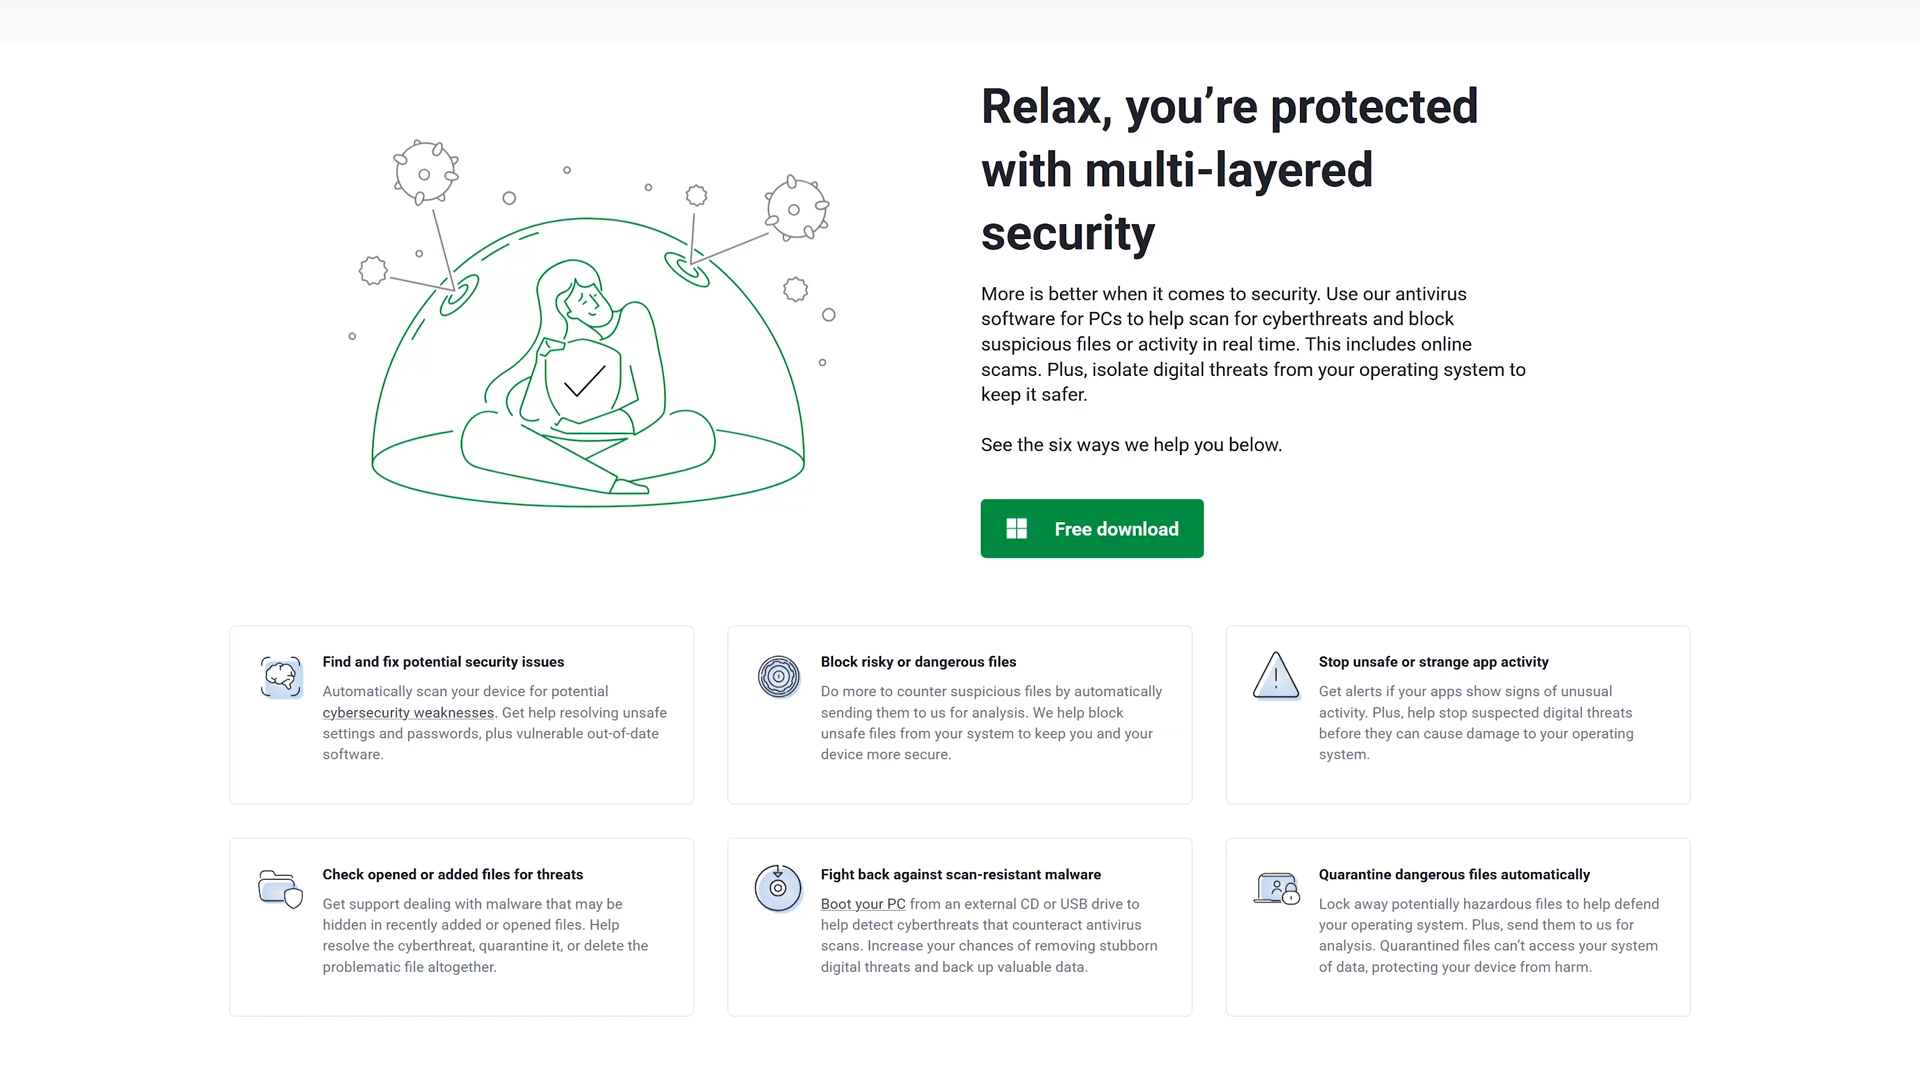 Relax, you’re protected
with multi-layered
security
More is better when it comes to security. Use our antivirus
software for PCs to help scan for cyberthreats and block
suspicious files or activity in real time. This includes online
scams. Plus, isolate digital threats from your operating system to
keep it safer.
See the six ways we help you below.
Free download
Find and fix potential security issues
Automatically scan your device for potential
cybersecurity weaknesses. Get help resolving unsafe
settings and passwords, plus vulnerable out-of-date
software.
Block risky or dangerous files
Do more to counter suspicious files by automatically
sending them to us for analysis. We help block
unsafe files from your system to keep you and your
device more secure.
Stop unsafe or strange app activity
Get alerts if your apps show signs of unusual
activity. Plus, help stop suspected digital threats
before they can cause damage to your operating
system.
Check opened or added files for threats
Get support dealing with malware that may be
hidden in recently added or opened files. Help
resolve the cyberthreat, quarantine it, or delete the
problematic file altogether.
Fight back against scan-resistant malware
Boot your PC from an external CD or USB drive to
help detect cyberthreats that counteract antivirus
scans. Increase your chances of removing stubborn
digital threats and back up valuable data.
Quarantine dangerous files automatically
Lock away potentially hazardous files to help defend
your operating system. Plus, send them to us for
analysis. Quarantined files can’t access your system
of data, protecting your device from harm.